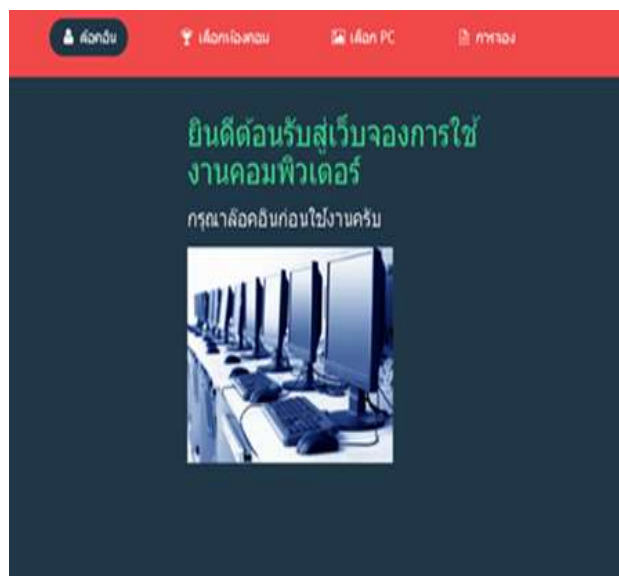 ล๊อคอิน เลือกห้องคอม เลือก PC การจอง
ยินดีต้อนรับสู่เว็บจองการใช้
งานคอมพิวเตอร์
กรุณาล๊อคอินก่อนใช้งานครับ